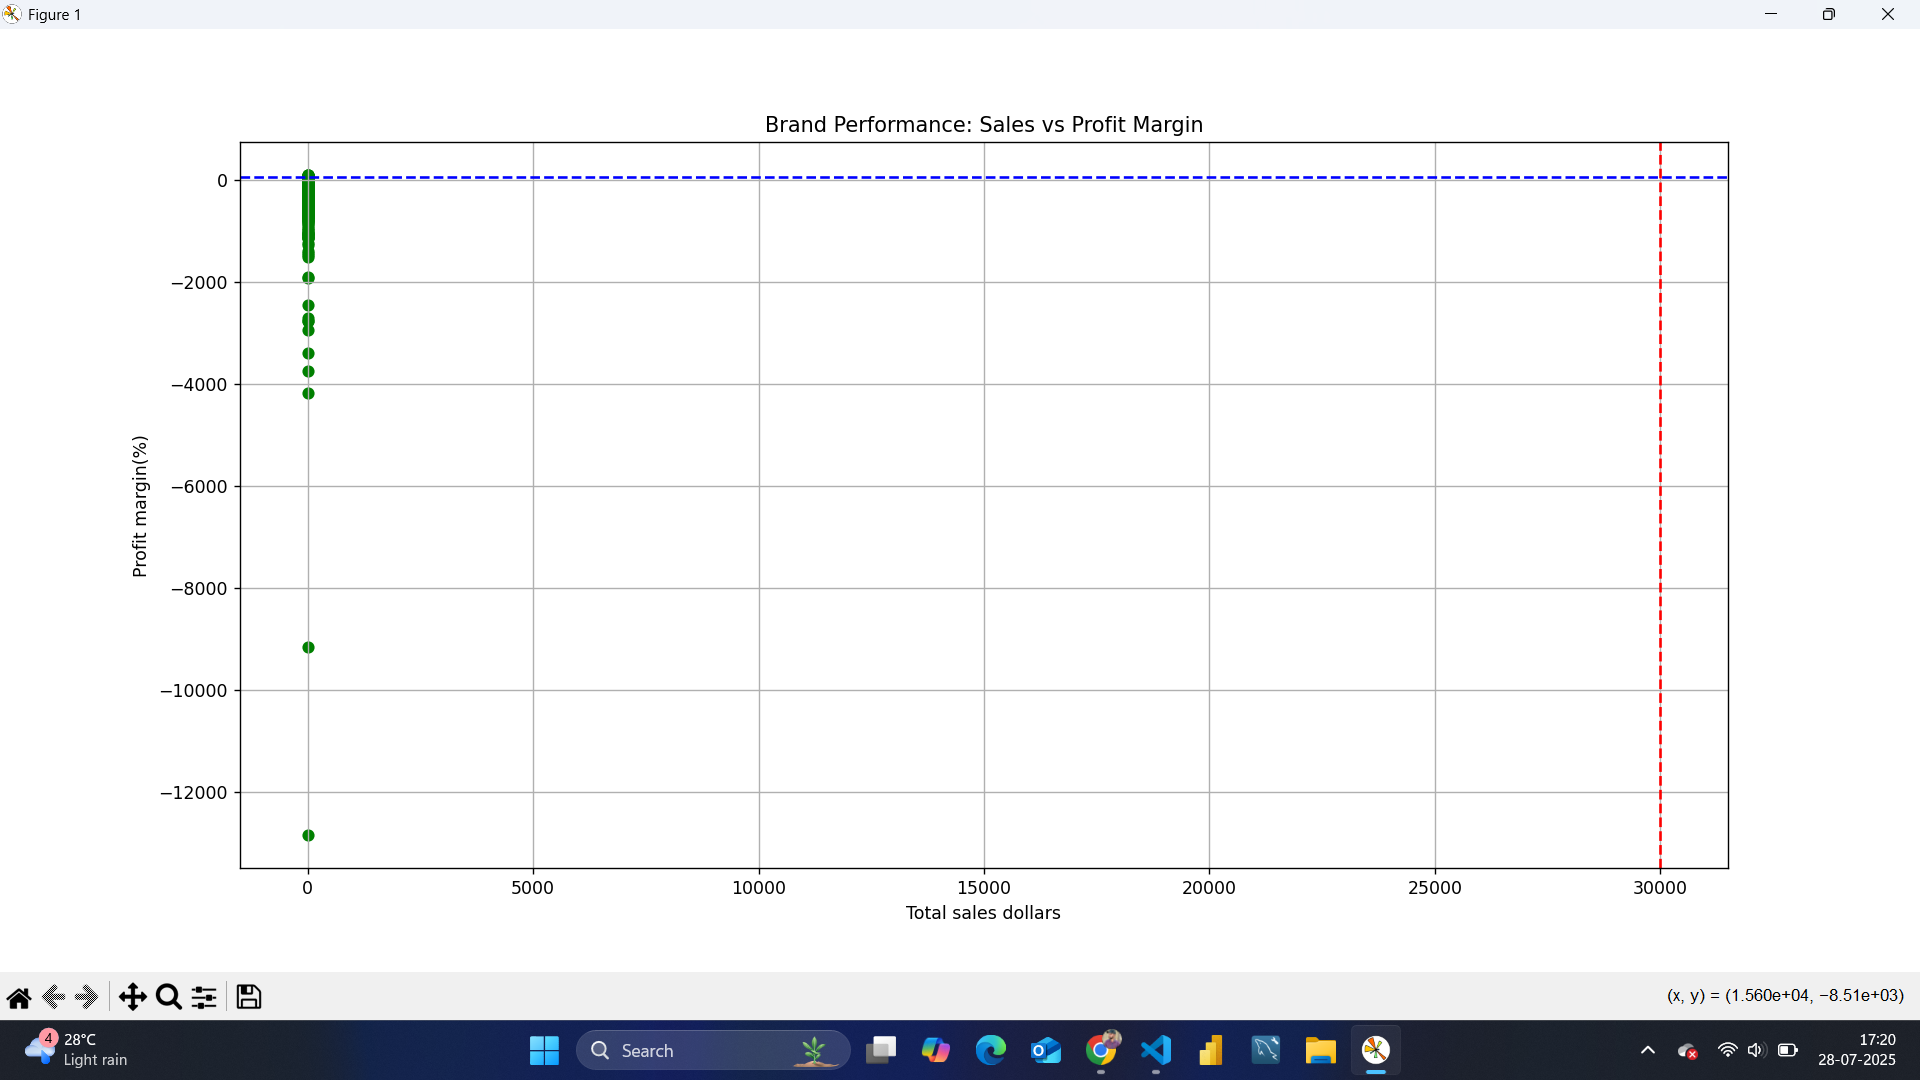 Figure 1
Brand Performance: Sales vs Profit Margin
0
−2000
−4000
−6000
−8000
−10000
−12000
Profit margin(%)
0 5000 10000 15000 20000 25000 30000
Total sales dollars
(x, y) = (1.560e+04, −8.51e+03)
4
28°C
Light rain
Search
17:20
28-07-2025